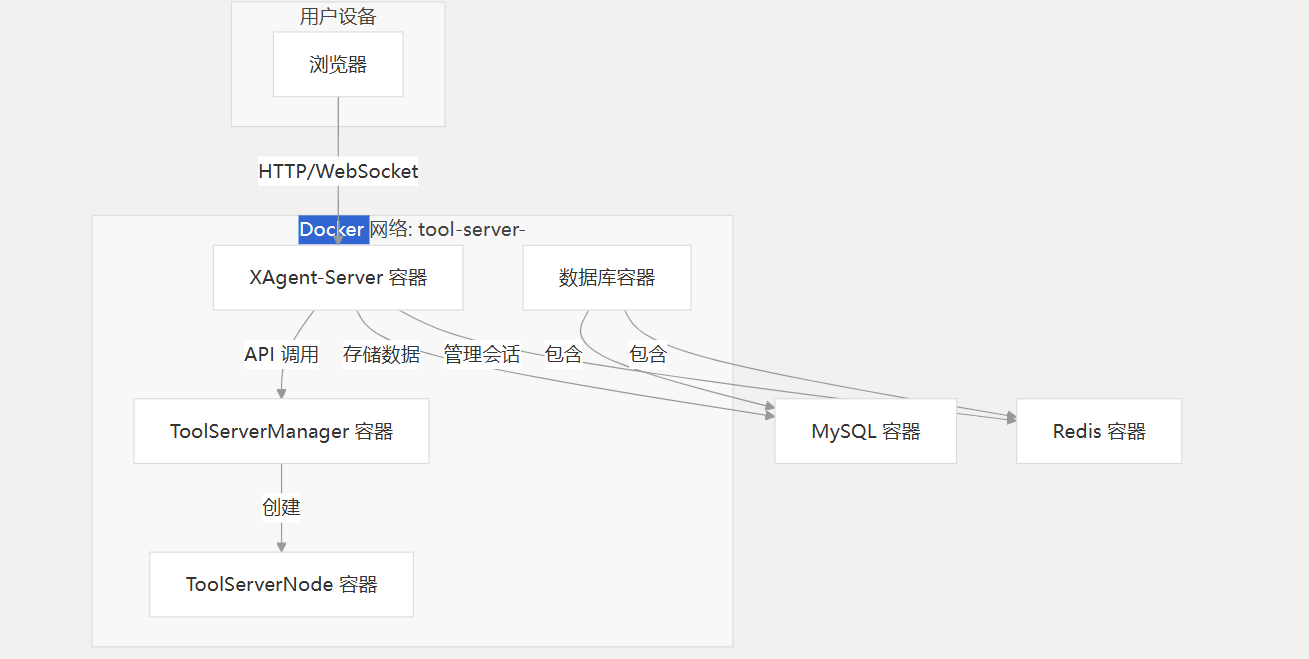 用户设备
浏览器
HTTP/WebSocket
Docker 网络: tool-server-
XAgent-Server 容器
数据库容器
API 调用
存储数据
管理会话
包含
包含
ToolServerManager 容器
MySQL 容器
Redis 容器
创建
ToolServerNode 容器